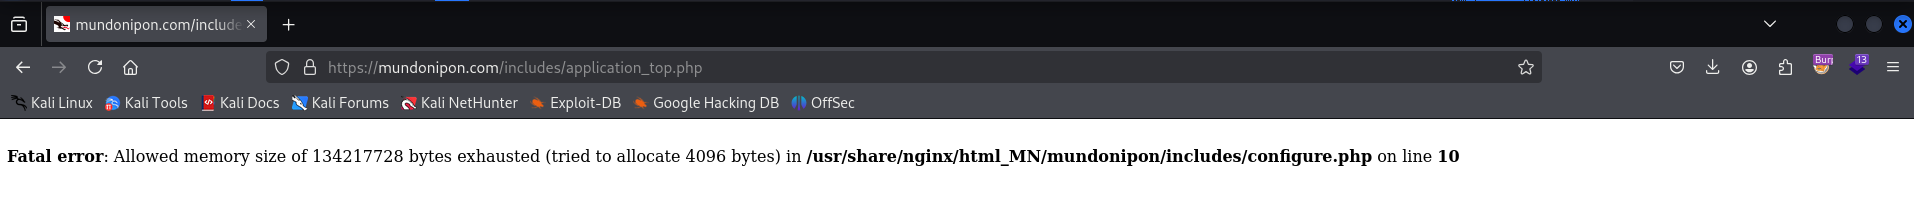 mundonipon.com/include
https://mundonipon.com/includes/application_top.php
Bur
13
Kali Linux Kali Tools Kali Docs Kali Forums Kali NetHunter Exploit-DB Google Hacking DB OffSec
Fatal error: Allowed memory size of 134217728 bytes exhausted (tried to allocate 4096 bytes) in /usr/share/nginx/html_MN/mundonipon/includes/configure.php on line 10